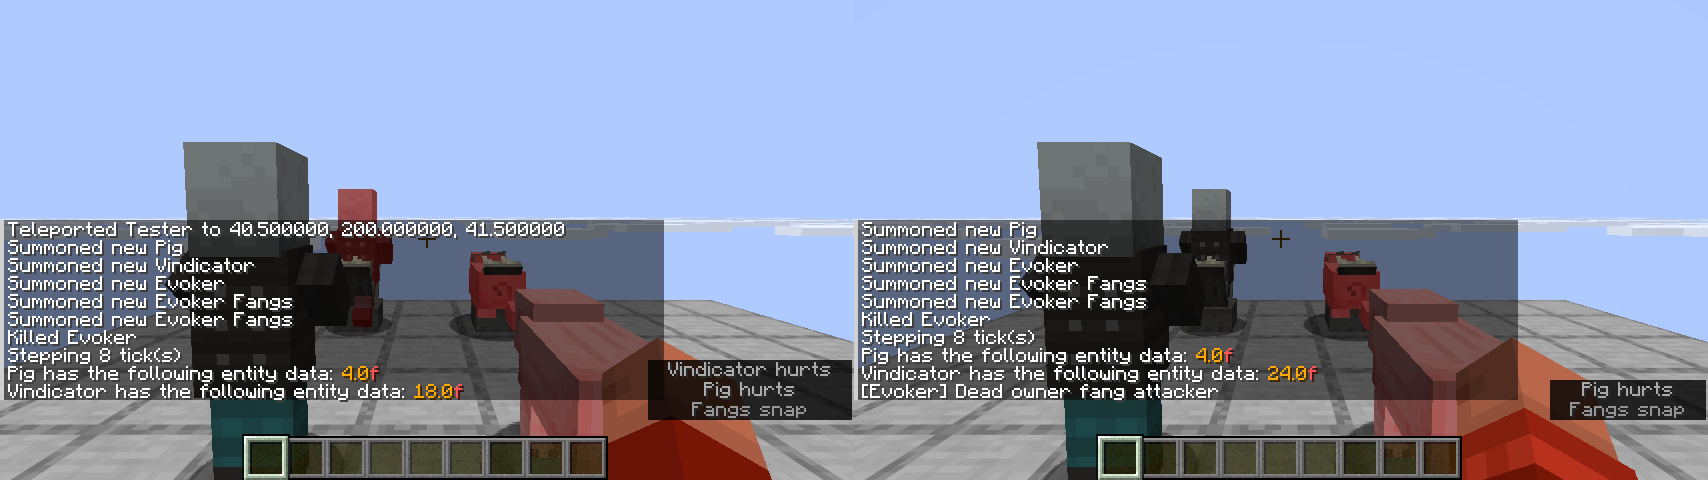 Teleported Tester to 40.500000, 200.000000, 41.500000
Summoned new Pig
Summoned new Vindicator
Summoned new Evoker
Summoned new Evoker Fangs
Summoned new Evoker Fangs
Killed Evoker
Stepping 8 tick(s)
Pig has the following entity data: 4.0f
Vindicator has the following entity data: 18.0f
Vindicator hurts
Pig hurts
Fangs snap
Summoned new Pig
Summoned new Vindicator
Summoned new Evoker
Summoned new Evoker Fangs
Summoned new Evoker Fangs
Killed Evoker
Stepping 8 tick(s)
Pig has the following entity data: 4.0f
Vindicator has the following entity data: 24.0f
[Evoker] Dead owner fang attacker
Pig hurts
Fangs snap